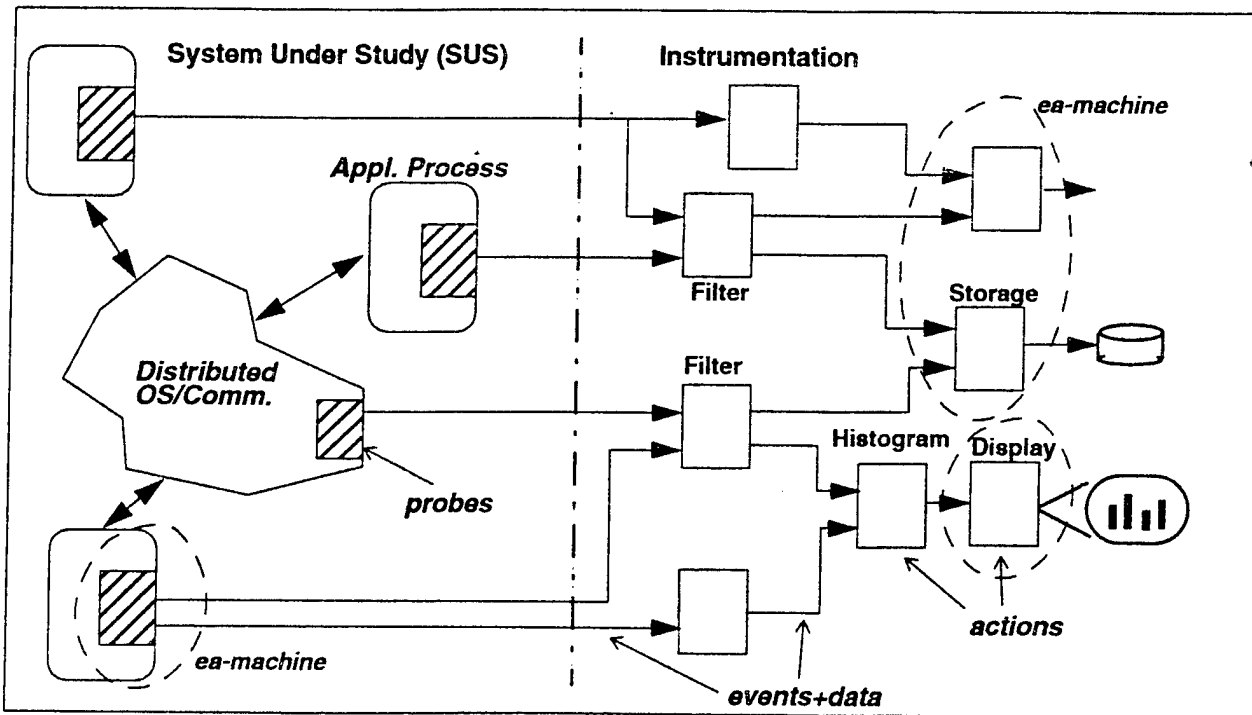 System Under Study (SUS)
Instrumentation
ea-machine
Appl. Process
Filter
Storage
Distributed
OS/Comm.
Filter
Histogram
Display
probes
actions
ea-machine
events+data